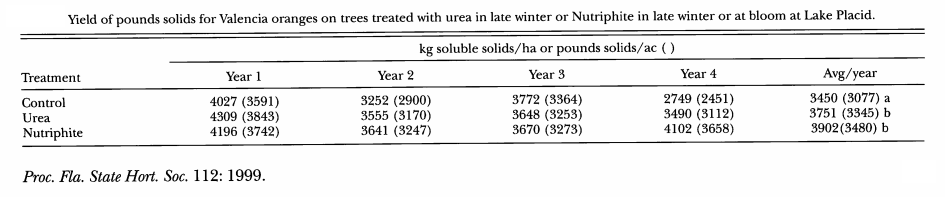 Yield of pounds solids for Valencia oranges on trees treated with urea in late winter or Nutriphite in late winter or at bloom at Lake Placid.
kg soluble solids/ha or pounds solids/ac ( )
Treatment Year 1 Year 2 Year 3 Year 4 Avg/year
Control 4027 (3591) 3252 (2900) 3772 (3364) 2749 (2451) 3450 (3077) a
Urea 4309 (3843) 3555 (3170) 3648 (3253) 3490 (3112) 3751 (3345) b
Nutriphite 4196 (3742) 3641 (3247) 3670 (3273) 4102 (3658) 3902(3480) b
Proc. Fla. State Hort. Soc. 112: 1999.